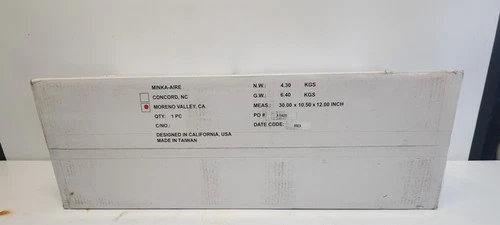 MINKA-AIRE
CONCORD, NC
MORENO VALLEY, CA
QTY: 1 PC
C/NO.:
DESIGNED IN CALIFORNIA, USA
MADE IN TAIWAN
N.W.: 4.30 KGS
G.W.: 6.40 KGS
MEAS.: 30.00 x 10.50 x 12.00 INCH
PO #:
DATE CODE: